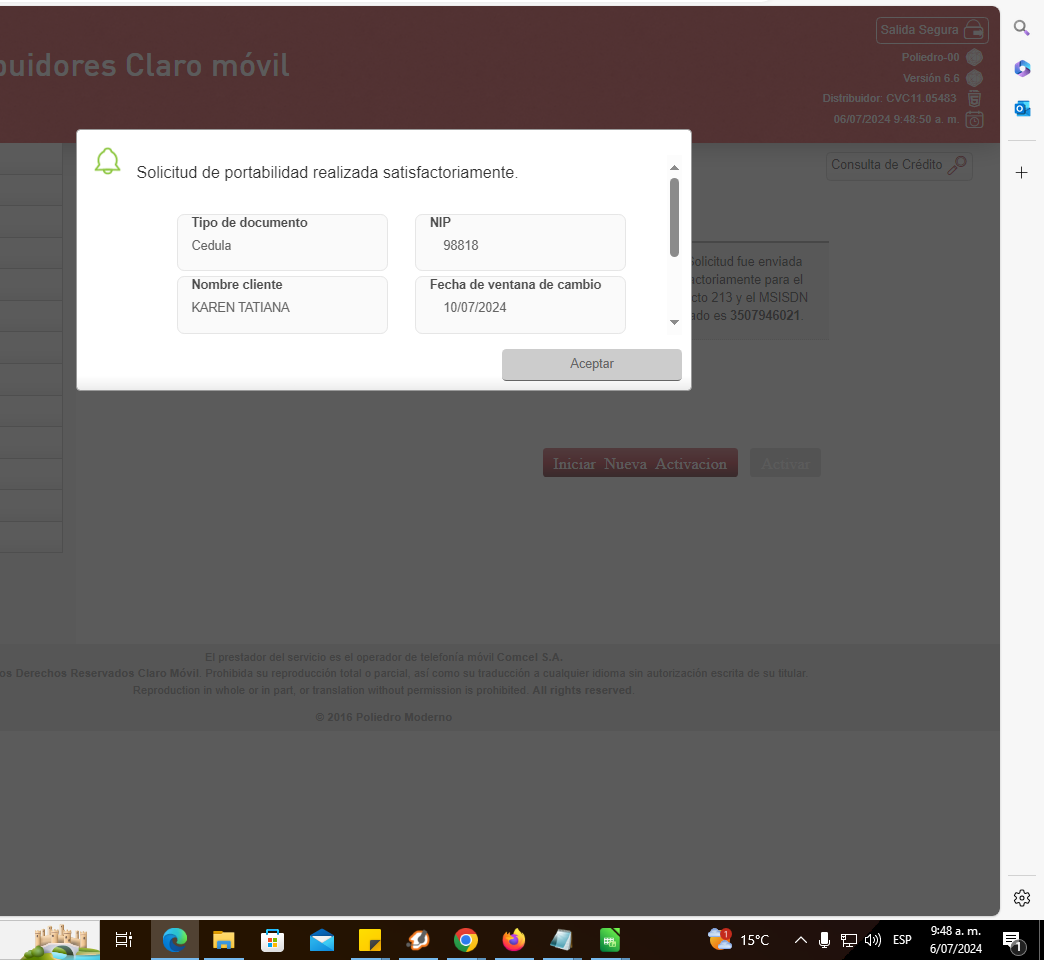 Salida Segura
buidores Claro móvil
Poliedro-00
Versión 6.6
Distribuidor: CVC11.05483
06/07/2024 9:48:50 a. m.
Consulta de Crédito
Solicitud de portabilidad realizada satisfactoriamente.
Tipo de documento
Cedula
NIP
98818
Nombre cliente
KAREN TATIANA
Fecha de ventana de cambio
10/07/2024
Aceptar
Solicitud fue enviada
actoriamente para el
cto 213 y el MSISDN
ado es 3507946021.
Iniciar Nueva Activacion
Activar
El prestador del servicio es el operador de telefonía móvil Comcel S.A.
os Derechos Reservados Claro Móvil. Prohibida su reproducción total o parcial, así como su traducción a cualquier idioma sin autorización escrita de su titular.
Reproduction in whole or in part, or translation without permission is prohibited. All rights reserved.
© 2016 Poliedro Moderno
1
15°C
ESP
9:48 a. m.
6/07/2024
1